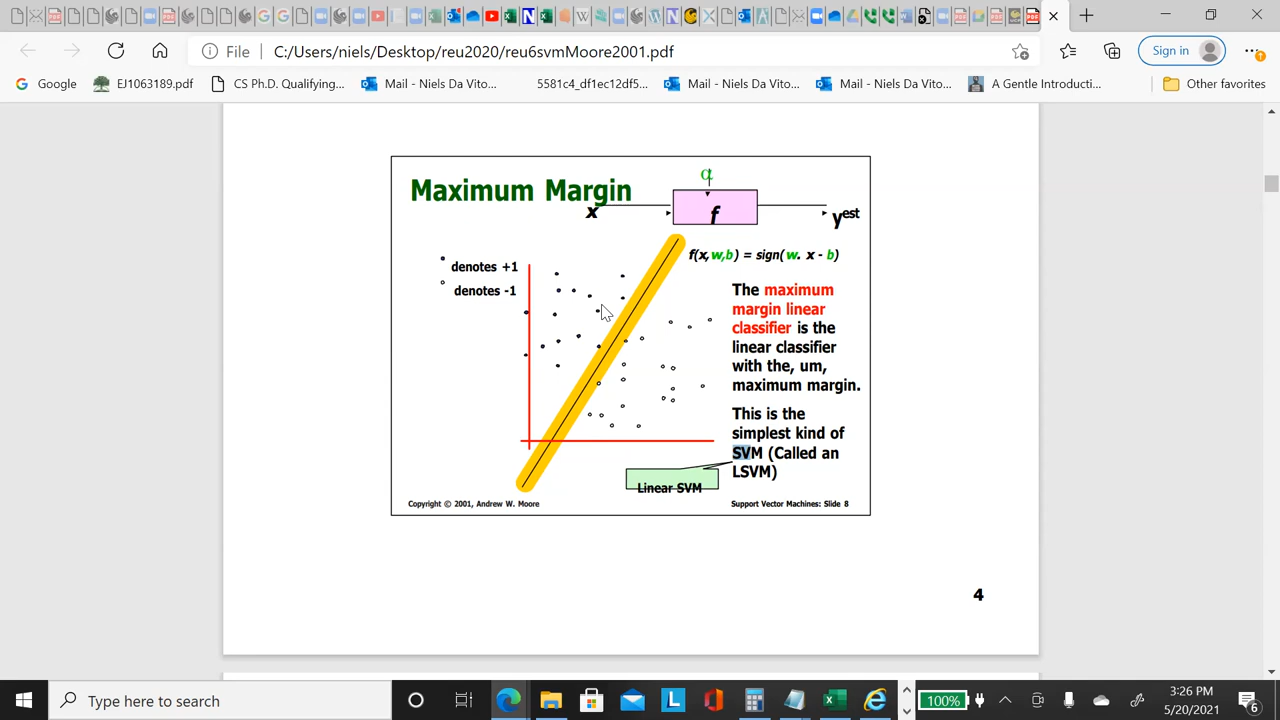 File
C:/Users/niels/Desktop/reu2020/reu6svmMoore2001.pdf
Sign in
Google
EJ1063189.pdf
CS Ph.D. Qualifying...
Mail - Niels Da Vito...
5581c4_df1ec12df5...
Mail - Niels Da Vito...
Mail - Niels Da Vito...
A Gentle Introducti...
Other favorites
Maximum Margin
α
x
f
yest
f(x,w,b) = sign(w. x - b)
denotes +1
denotes -1
The maximum
margin linear
classifier is the
linear classifier
with the, um,
maximum margin.
This is the
simplest kind of
SVM (Called an
LSVM)
Linear SVM
Copyright © 2001, Andrew W. Moore
Support Vector Machines: Slide 8
4
Type here to search
100%
3:26 PM
5/20/2021
6